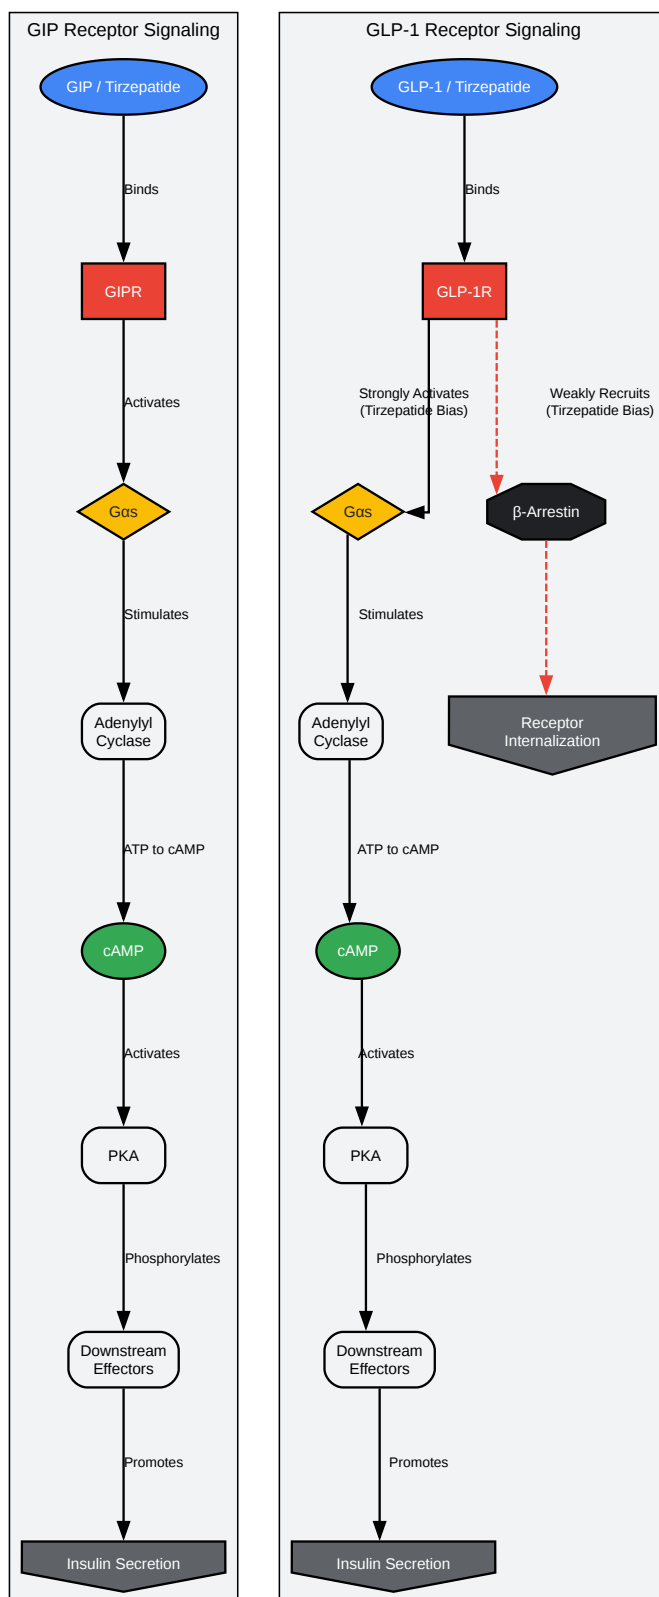 GIP Receptor Signaling
GIP / Tirzepatide
Binds
GIPR
Activates
Gαs
Stimulates
Adenylyl
Cyclase
ATP to cAMP
cAMP
Activates
PKA
Phosphorylates
Downstream
Effectors
Promotes
Insulin Secretion
GLP-1 Receptor Signaling
GLP-1 / Tirzepatide
Binds
GLP-1R
Strongly Activates
(Tirzepatide Bias)
Weakly Recruits
(Tirzepatide Bias)
Gαs
β-Arrestin
Stimulates
Adenylyl
Cyclase
Receptor
Internalization
ATP to cAMP
cAMP
Activates
PKA
Phosphorylates
Downstream
Effectors
Promotes
Insulin Secretion